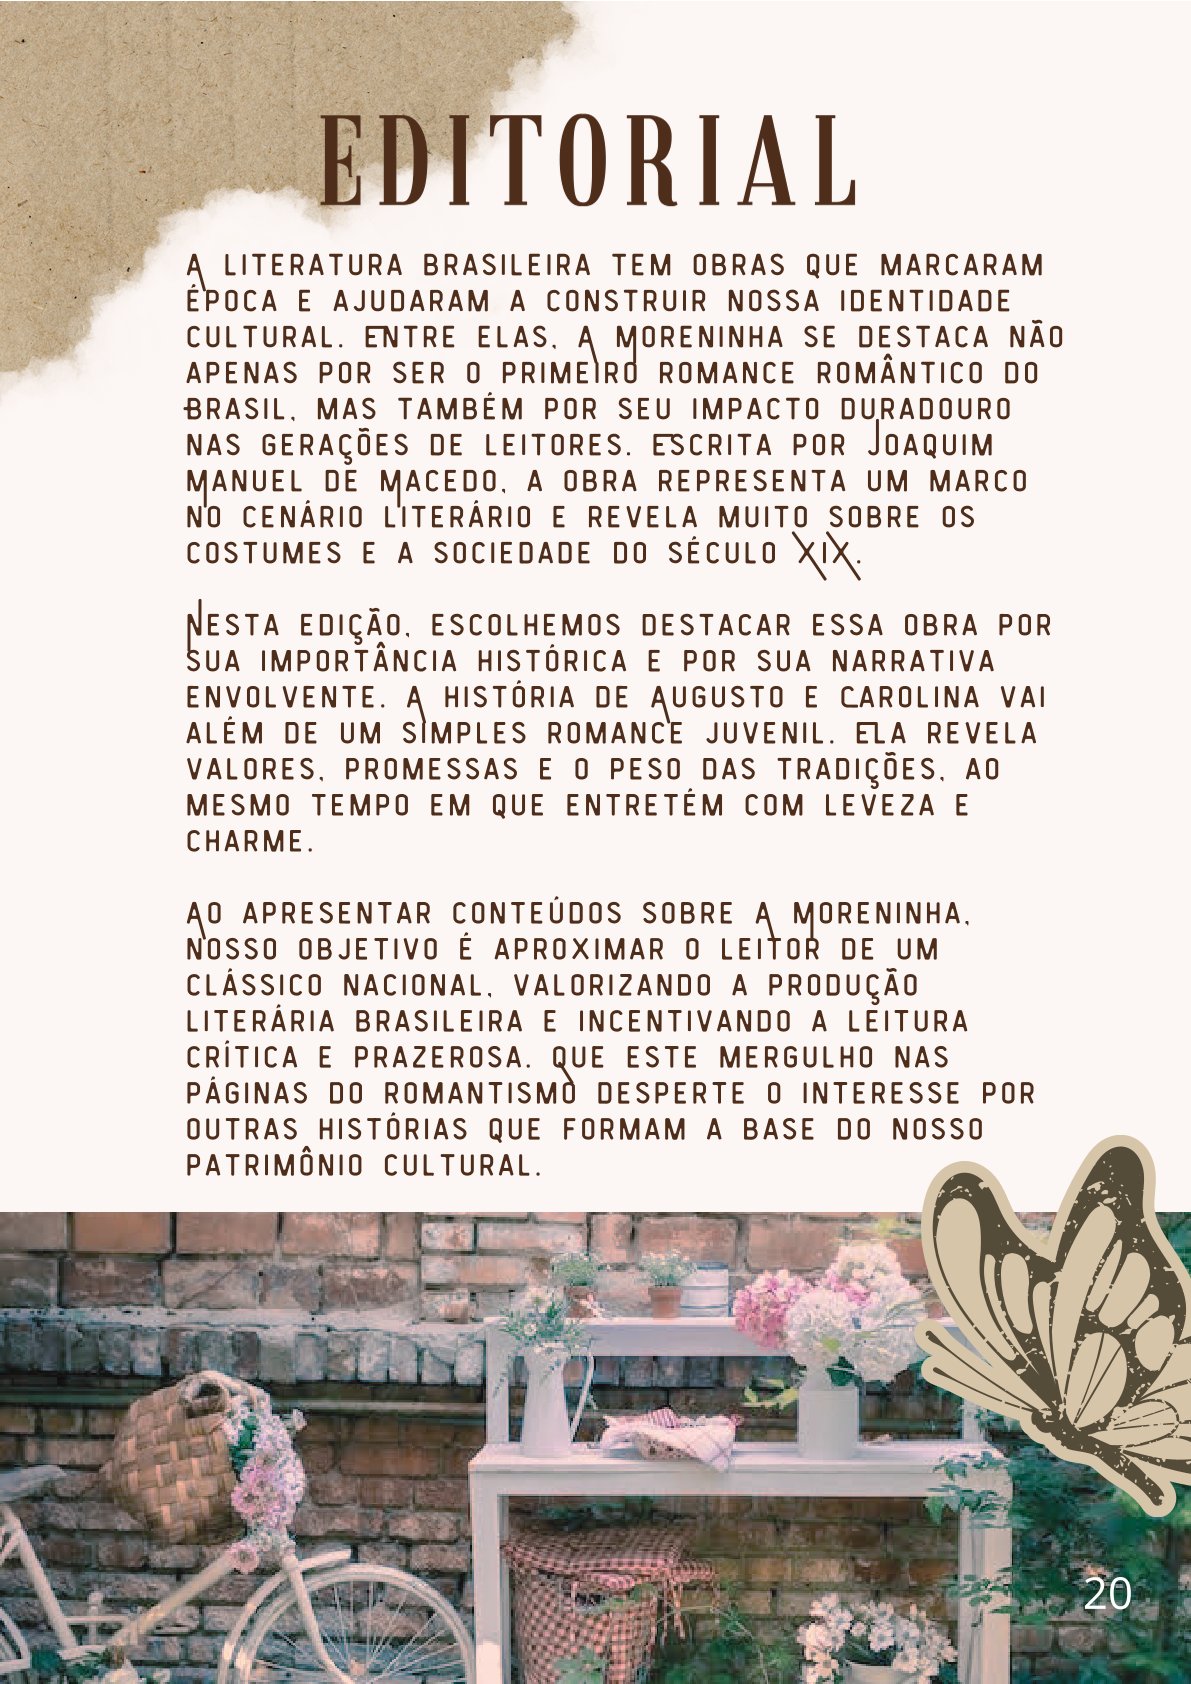 EDITORIAL
A LITERATURA BRASILEIRA TEM OBRAS QUE MARCARAM
ÉPOCA E AJUDARAM A CONSTRUIR NOSSA IDENTIDADE
CULTURAL. ENTRE ELAS, A MORENINHA SE DESTACA NÃO
APENAS POR SER O PRIMEIRO ROMANCE ROMÂNTICO DO
BRASIL, MAS TAMBÉM POR SEU IMPACTO DURADOURO
NAS GERAÇÕES DE LEITORES. ESCRITA POR JOAQUIM
MANUEL DE MACEDO, A OBRA REPRESENTA UM MARCO
NO CENÁRIO LITERÁRIO E REVELA MUITO SOBRE OS
COSTUMES E A SOCIEDADE DO SÉCULO XIX.
NESTA EDIÇÃO, ESCOLHEMOS DESTACAR ESSA OBRA POR
SUA IMPORTÂNCIA HISTÓRICA E POR SUA NARRATIVA
ENVOLVENTE. A HISTÓRIA DE AUGUSTO E CAROLINA VAI
ALÉM DE UM SIMPLES ROMANCE JUVENIL. ELA REVELA
VALORES, PROMESSAS E O PESO DAS TRADIÇÕES, AO
MESMO TEMPO EM QUE ENTRETÉM COM LEVEZA E
CHARME.
AO APRESENTAR CONTEÚDOS SOBRE A MORENINHA,
NOSSO OBJETIVO É APROXIMAR O LEITOR DE UM
CLÁSSICO NACIONAL, VALORIZANDO A PRODUÇÃO
LITERÁRIA BRASILEIRA E INCENTIVANDO A LEITURA
CRÍTICA E PRAZEROSA. QUE ESTE MERGULHO NAS
PÁGINAS DO ROMANTISMO DESPERTE O INTERESSE POR
OUTRAS HISTÓRIAS QUE FORMAM A BASE DO NOSSO
PATRIMÔNIO CULTURAL.
20